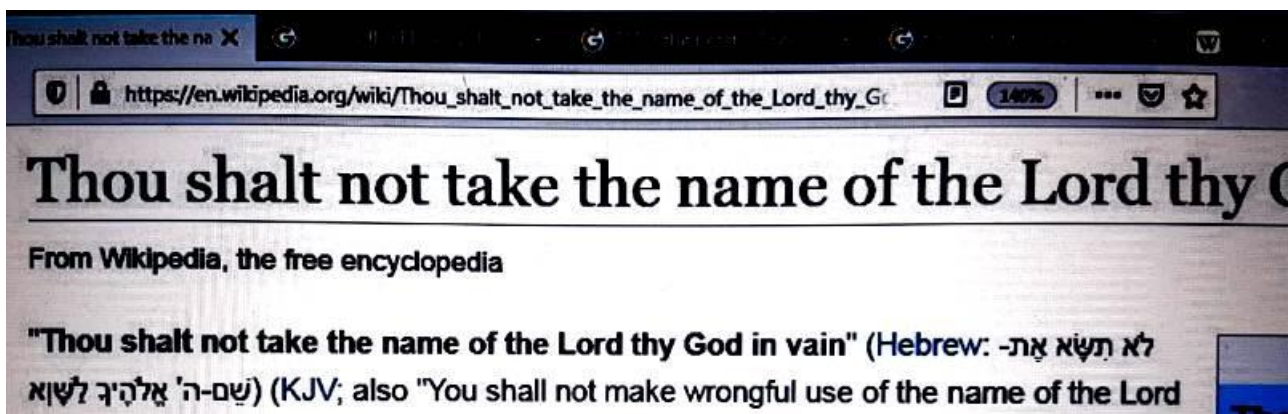 Thou shalt not take the na
https://en.wikipedia.org/wiki/Thou_shalt_not_take_the_name_of_the_Lord_thy_G
140%
Thou shalt not take the name of the Lord thy
From Wikipedia, the free encyclopedia
"Thou shalt not take the name of the Lord thy God in vain" (Hebrew: לֹא תִשָּׂא אֶת-
שֵׁם-ה' אֱלֹהֶיךָ לַשָּׁוְא) (KJV; also "You shall not make wrongful use of the name of the Lord